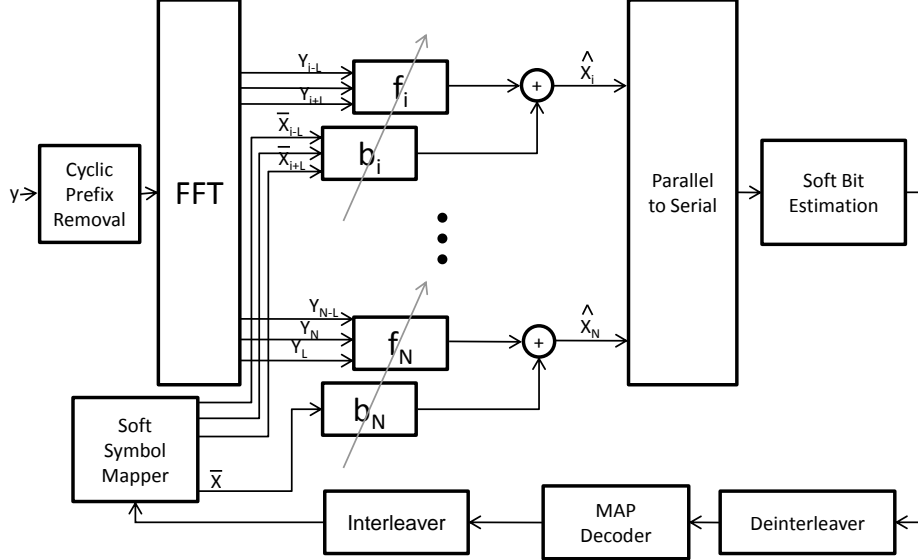 Y_{i-L}
Y_{i+L}
f_i
+
X̂_i
X̄_{i-L}
X̄_{i+L}
b_i
y
Cyclic
Prefix
Removal
FFT
Parallel
to Serial
Soft Bit
Estimation
Y_{N-L}
Y_N
Y_L
f_N
+
X̂_N
b_N
Soft
Symbol
Mapper
X̄
Interleaver
MAP
Decoder
Deinterleaver